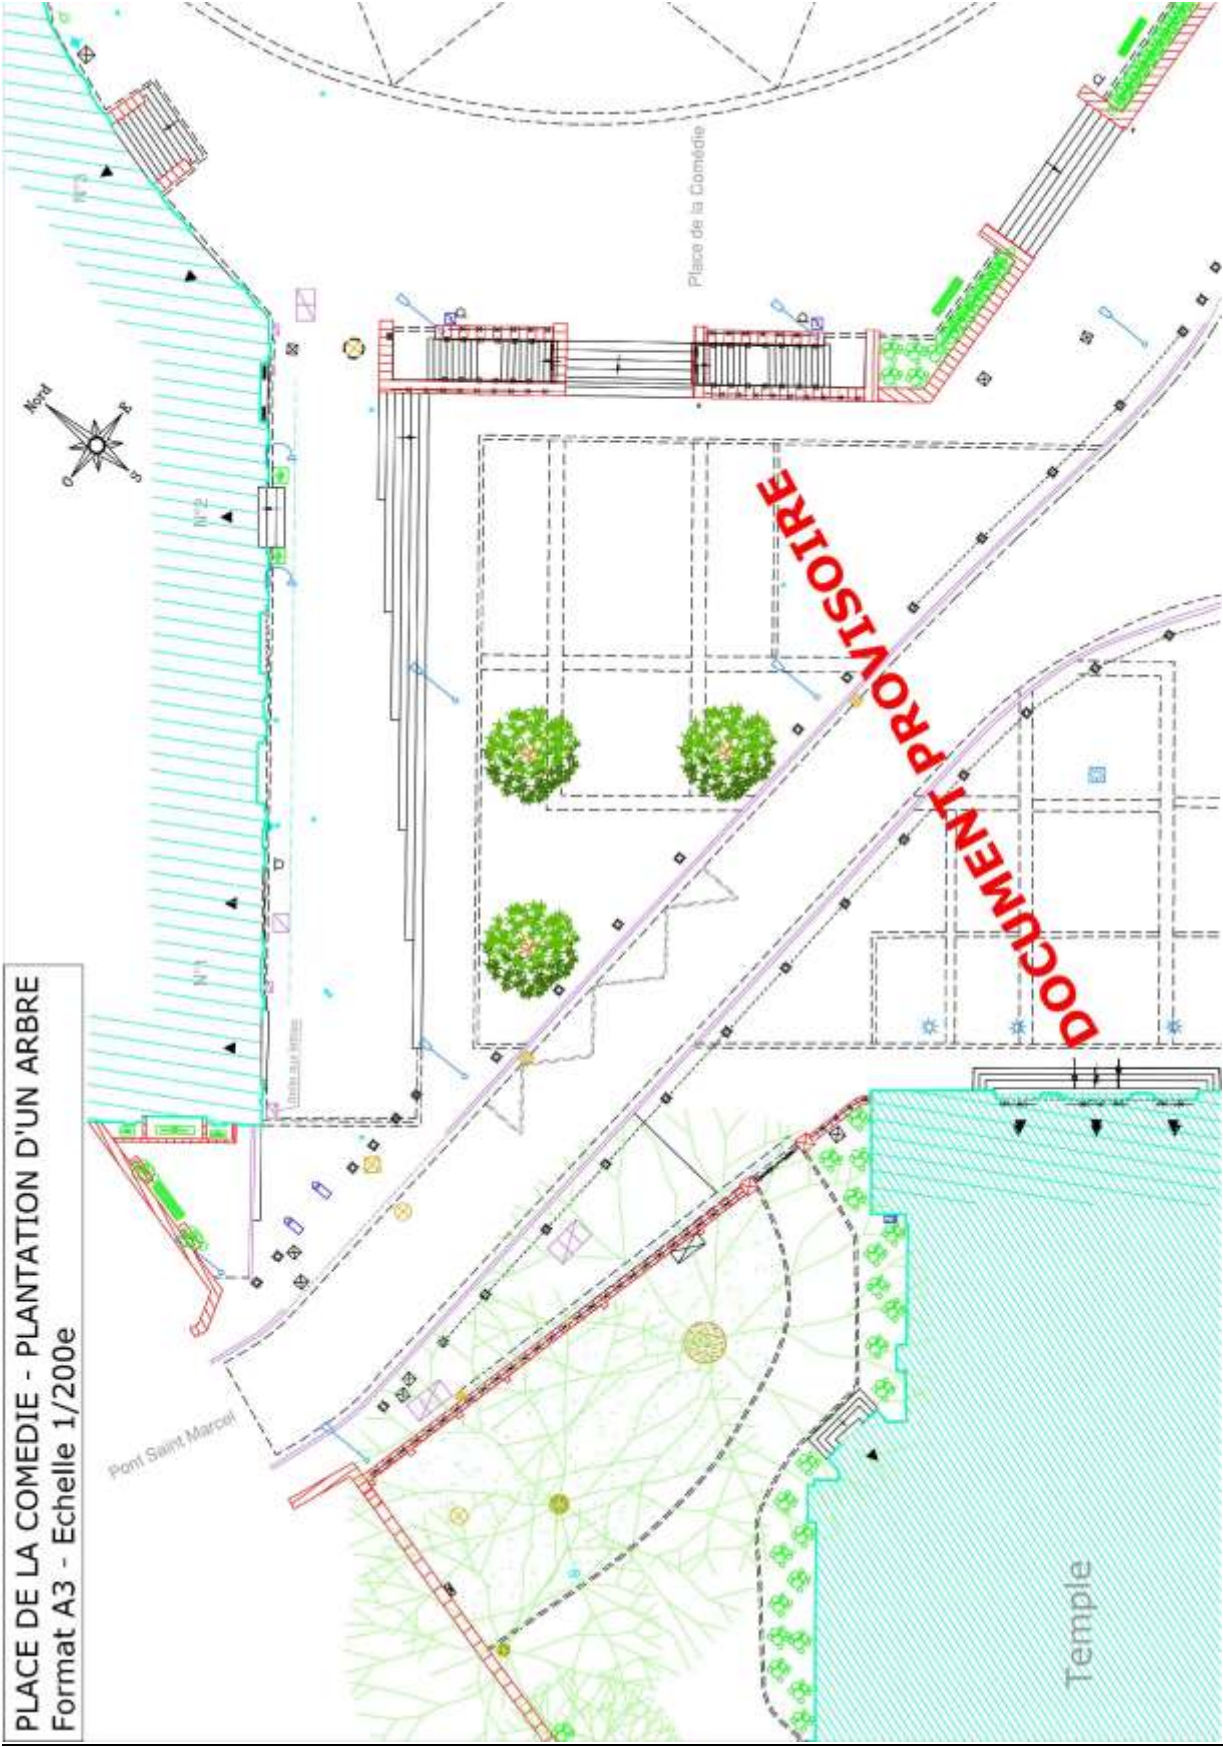 PLACE DE LA COMEDIE - PLANTATION D'UN ARBRE
Format A3 - Echelle 1/200e
N°3
Place de la Comédie
Nord
E
S
O
N°2
N°1
DOCUMENT PROVISOIRE
Pont Saint Marcel
Temple